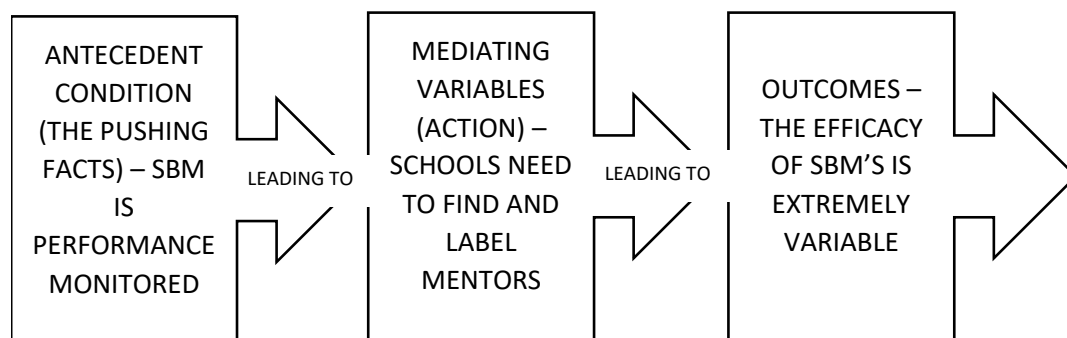 ANTECEDENT
CONDITION
(THE PUSHING
FACTS) – SBM
IS
PERFORMANCE
MONITORED
LEADING TO
MEDIATING
VARIABLES
(ACTION) –
SCHOOLS NEED
TO FIND AND
LABEL
MENTORS
LEADING TO
OUTCOMES –
THE EFFICACY
OF SBM’S IS
EXTREMELY
VARIABLE